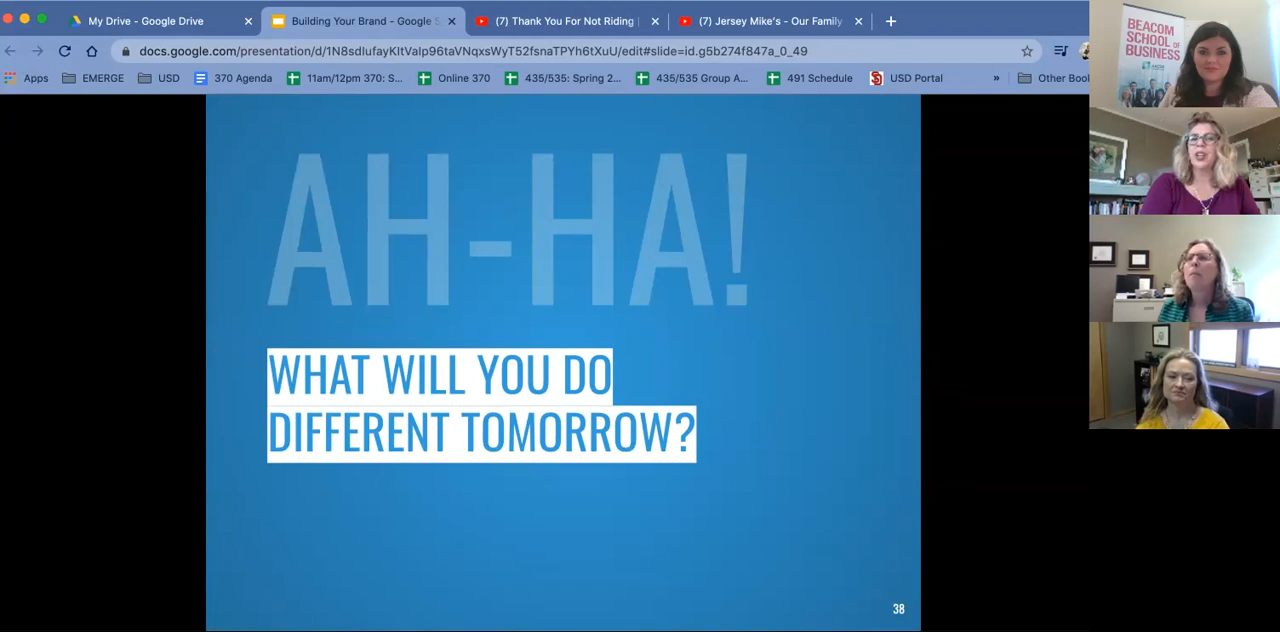 My Drive - Google Drive
Building Your Brand - Google S
(7) Thank You For Not Riding
(7) Jersey Mike's - Our Family
docs.google.com/presentation/d/1N8sdlufayKItValp96taVNqxsWyT52fsnaTPYh6tXuU/edit#slide=id.g5b274f847a_0_49
Apps
EMERGE
USD
370 Agenda
11am/12pm 370: S...
Online 370
435/535: Spring 2...
435/535 Group A...
491 Schedule
USD Portal
»
Other Book
BEACOM
SCHOOL OF
BUSINESS
AH-HA!
WHAT WILL YOU DO
DIFFERENT TOMORROW?
38